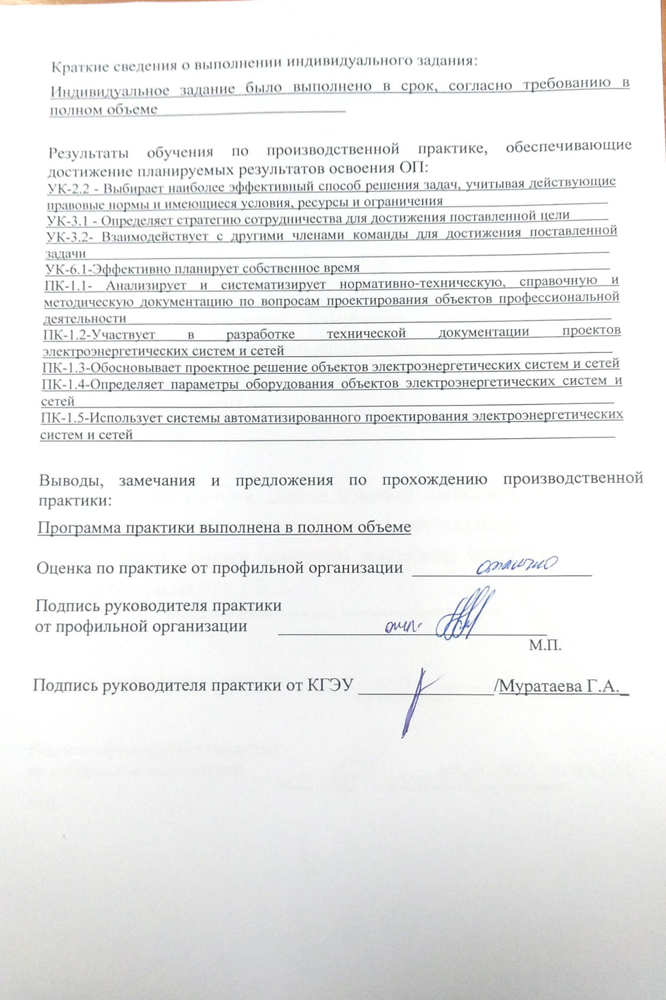 Краткие сведения о выполнении индивидуального задания:
Индивидуальное задание было выполнено в срок, согласно требованию в
полном объеме
Результаты обучения по производственной практике, обеспечивающие
достижение планируемых результатов освоения ОП:
УК-2.2 - Выбирает наиболее эффективный способ решения задач, учитывая действующие
правовые нормы и имеющиеся условия, ресурсы и ограничения
УК-3.1 - Определяет стратегию сотрудничества для достижения поставленной цели
УК-3.2- Взаимодействует с другими членами команды для достижения поставленной
задачи
УК-6.1-Эффективно планирует собственное время
ПК-1.1- Анализирует и систематизирует нормативно-техническую, справочную и
методическую документацию по вопросам проектирования объектов профессиональной
деятельности
ПК-1.2-Участвует в разработке технической документации проектов
электроэнергетических систем и сетей
ПК-1.3-Обосновывает проектное решение объектов электроэнергетических систем и сетей
ПК-1.4-Определяет параметры оборудования объектов электроэнергетических систем и
сетей
ПК-1.5-Использует системы автоматизированного проектирования электроэнергетических
систем и сетей
Выводы, замечания и предложения по прохождению производственной
практики:
Программа практики выполнена в полном объеме
Оценка по практике от профильной организации отлично
Подпись руководителя практики
от профильной организации
М.П.
Подпись руководителя практики от КГЭУ /Муратаева Г.А.